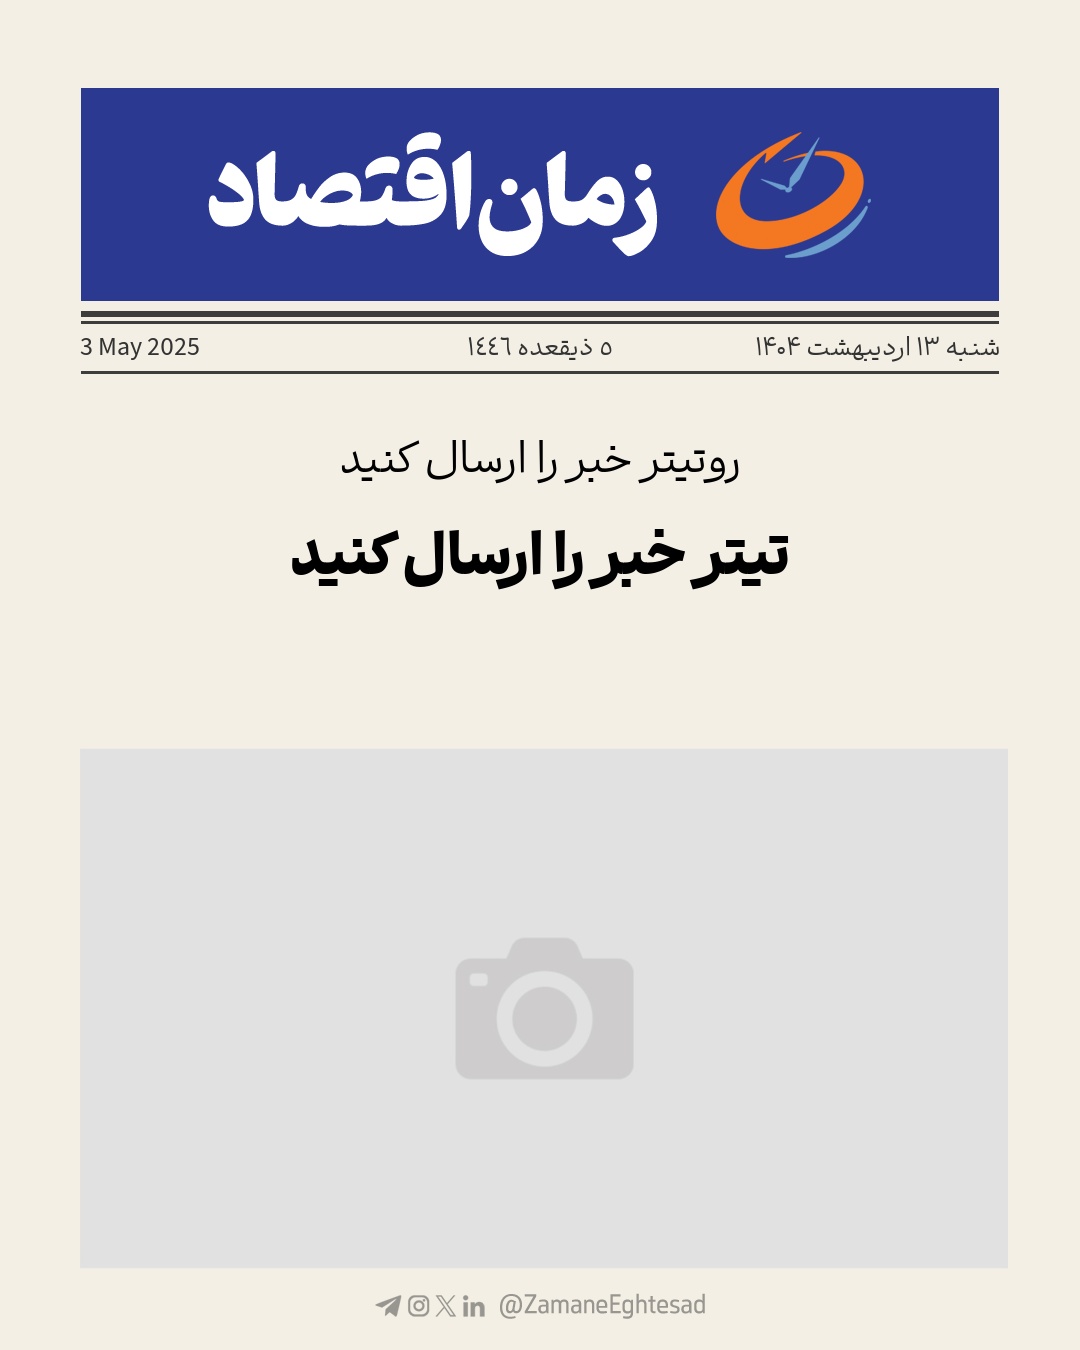 زمان اقتصاد
شنبه ۱۳ اردیبهشت ۱۴۰۴
٥ ذیقعده ١٤٤٦
3 May 2025
روتیتر خبر را ارسال کنید
تیتر خبر را ارسال کنید
@ZamaneEghtesad